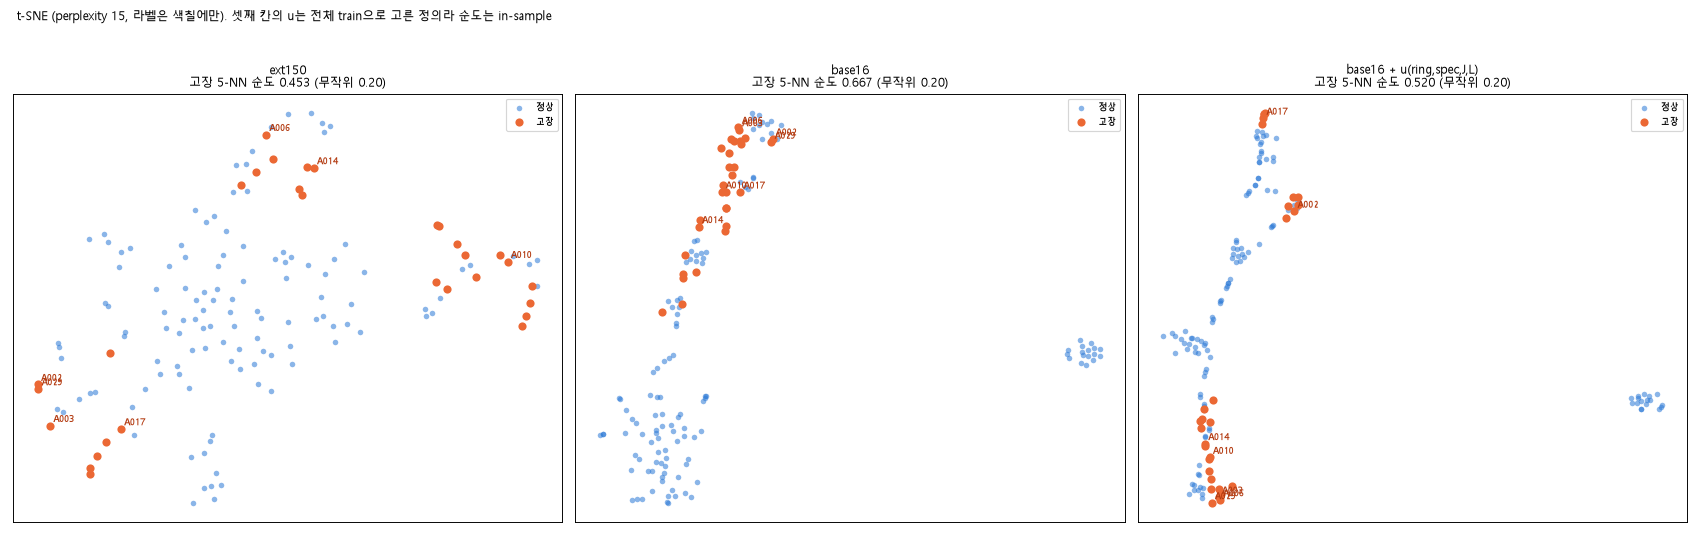 t-SNE (perplexity 15, 라벨은 색칠에만). 셋째 칸의 u는 전체 train으로 고른 정의라 순도는 in-sample
ext150
고장 5-NN 순도 0.453 (무작위 0.20)
정상
고장
A006
A014
A010
A002
A025
A003
A017
base16
고장 5-NN 순도 0.667 (무작위 0.20)
정상
고장
A017
A014
base16 + u(ring,spec,J,L)
고장 5-NN 순도 0.520 (무작위 0.20)
정상
고장
A017
A002
A014
A010